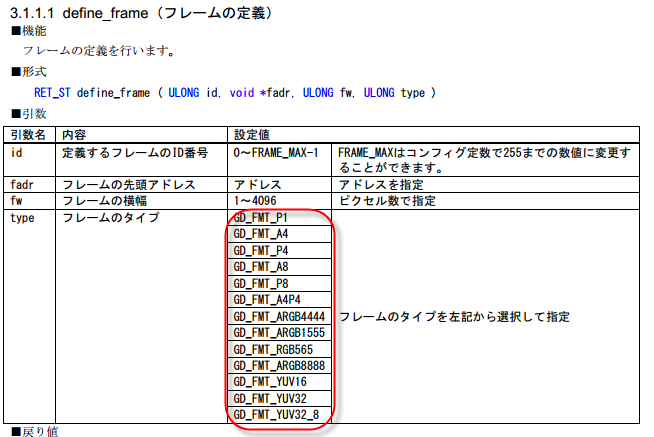 3.1.1.1 define_frame（フレームの定義）
■機能
フレームの定義を行います。
■形式
RET_ST define_frame ( ULONG id, void *fadr, ULONG fw, ULONG type )
■引数
引数名 内容 設定値
id 定義するフレームのID番号 0～FRAME_MAX-1 FRAME_MAXはコンフィグ定数で255までの数値に変更す
ることができます。
fadr フレームの先頭アドレス アドレス アドレスを指定
fw フレームの横幅 1～4096 ピクセル数で指定
type フレームのタイプ GD_FMT_P1
GD_FMT_A4
GD_FMT_P4
GD_FMT_A8
GD_FMT_P8
GD_FMT_A4P4
GD_FMT_ARGB4444 フレームのタイプを左記から選択して指定
GD_FMT_ARGB1555
GD_FMT_RGB565
GD_FMT_ARGB8888
GD_FMT_YUV16
GD_FMT_YUV32
GD_FMT_YUV32_8
■戻り値